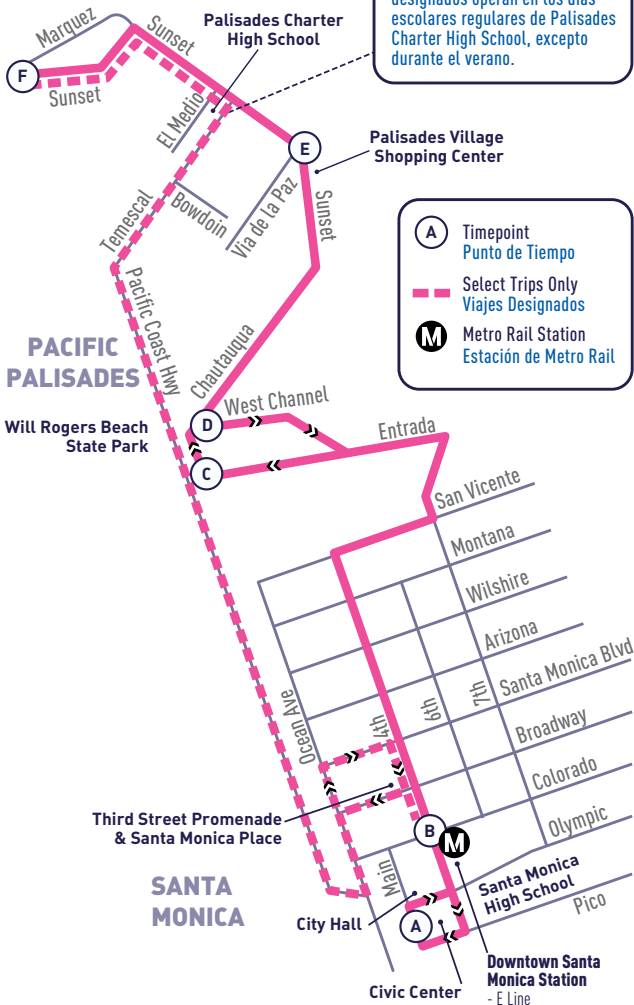 designados operan en los días
escolares regulares de Palisades
Charter High School, excepto
durante el verano.
Marquez
Sunset
Palisades Charter
High School
F
Sunset
El Medio
E
Palisades Village
Shopping Center
Bowdoin
Via de la Paz
Sunset
Temescal
A Timepoint
Punto de Tiempo
Select Trips Only
Viajes Designados
M Metro Rail Station
Estación de Metro Rail
Pacific Coast Hwy
PACIFIC
PALISADES
Chautauqua
West Channel
D
Will Rogers Beach
State Park
Entrada
C
San Vicente
Montana
Wilshire
Arizona
Santa Monica Blvd
Ocean Ave
4th
6th
7th
Broadway
Colorado
Olympic
Third Street Promenade
& Santa Monica Place
B
M
Main
Santa Monica
High School
Pico
SANTA
MONICA
City Hall
A
Civic Center
Downtown Santa
Monica Station
- E Line